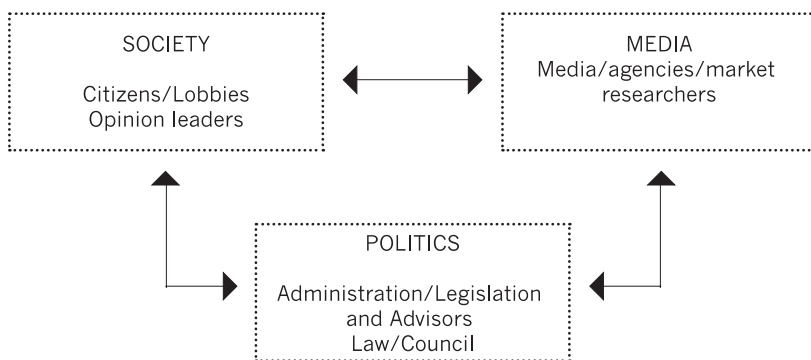 SOCIETY
Citizens/Lobbies
Opinion leaders
MEDIA
Media/agencies/market
researchers
POLITICS
Administration/Legislation
and Advisors
Law/Council